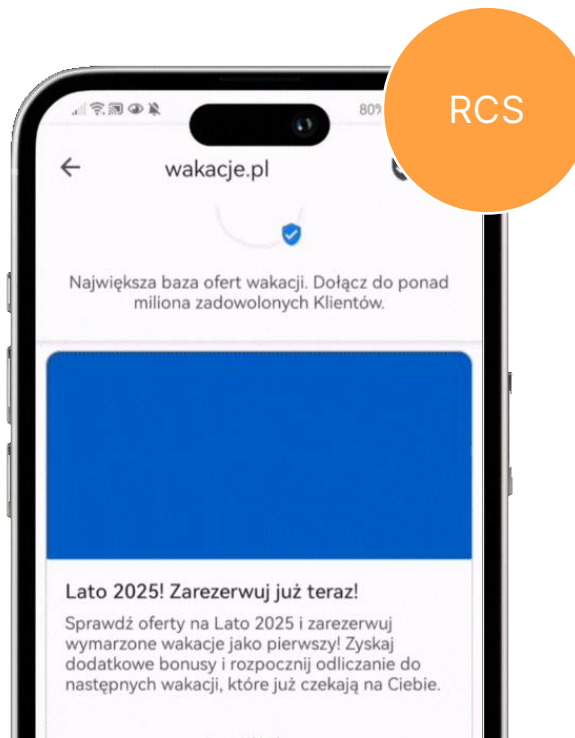 RCS
80%
wakacje.pl
Największa baza ofert wakacji. Dołącz do ponad
miliona zadowolonych Klientów.
Lato 2025! Zarezerwuj już teraz!
Sprawdź oferty na Lato 2025 i zarezerwuj
wymarzone wakacje jako pierwszy! Zyskaj
dodatkowe bonusy i rozpocznij odliczanie do
następnych wakacji, które już czekają na Ciebie.